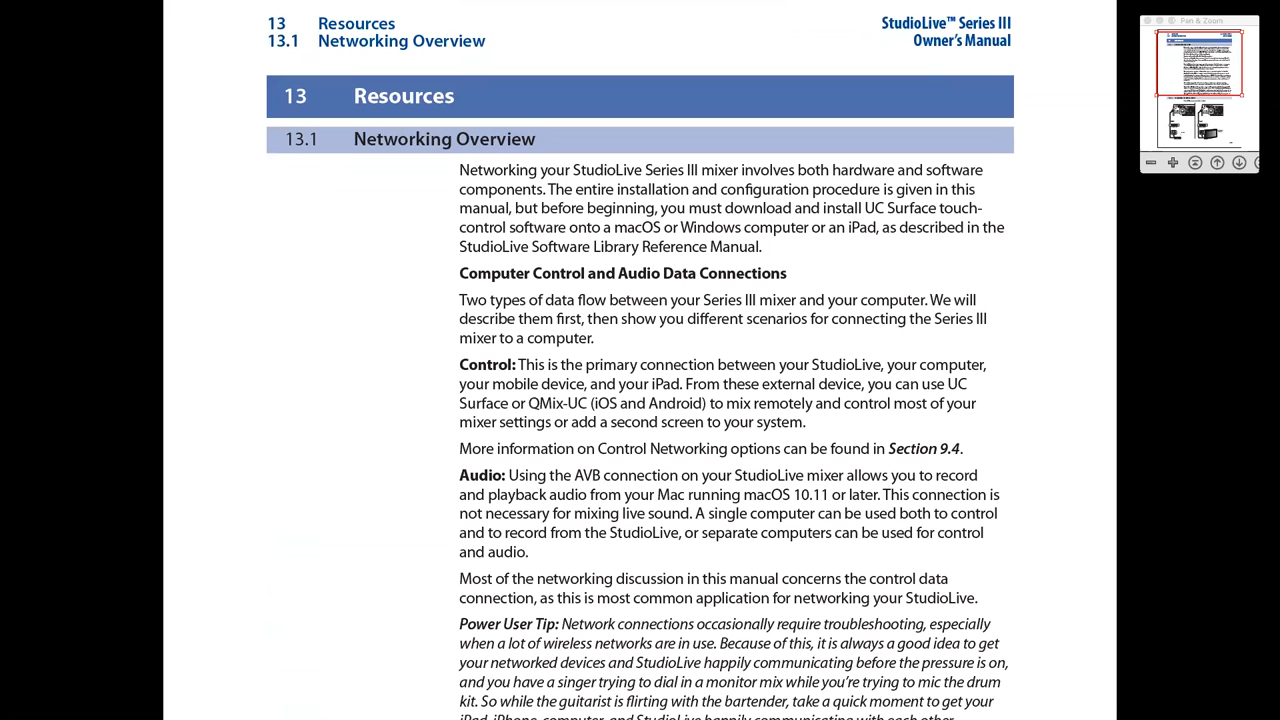 13 Resources
13.1 Networking Overview
StudioLive™ Series III
Owner's Manual
Pan & Zoom
13 Resources
13.1 Networking Overview
Networking your StudioLive Series III mixer involves both hardware and software
components. The entire installation and configuration procedure is given in this
manual, but before beginning, you must download and install UC Surface touch-
control software onto a macOS or Windows computer or an iPad, as described in the
StudioLive Software Library Reference Manual.
Computer Control and Audio Data Connections
Two types of data flow between your Series III mixer and your computer. We will
describe them first, then show you different scenarios for connecting the Series III
mixer to a computer.
Control: This is the primary connection between your StudioLive, your computer,
your mobile device, and your iPad. From these external device, you can use UC
Surface or QMix-UC (iOS and Android) to mix remotely and control most of your
mixer settings or add a second screen to your system.
More information on Control Networking options can be found in Section 9.4.
Audio: Using the AVB connection on your StudioLive mixer allows you to record
and playback audio from your Mac running macOS 10.11 or later. This connection is
not necessary for mixing live sound. A single computer can be used both to control
and to record from the StudioLive, or separate computers can be used for control
and audio.
Most of the networking discussion in this manual concerns the control data
connection, as this is most common application for networking your StudioLive.
Power User Tip: Network connections occasionally require troubleshooting, especially
when a lot of wireless networks are in use. Because of this, it is always a good idea to get
your networked devices and StudioLive happily communicating before the pressure is on,
and you have a singer trying to dial in a monitor mix while you're trying to mic the drum
kit. So while the guitarist is flirting with the bartender, take a quick moment to get your
iPad, iPhone, computer, and StudioLive happily communicating with each other.